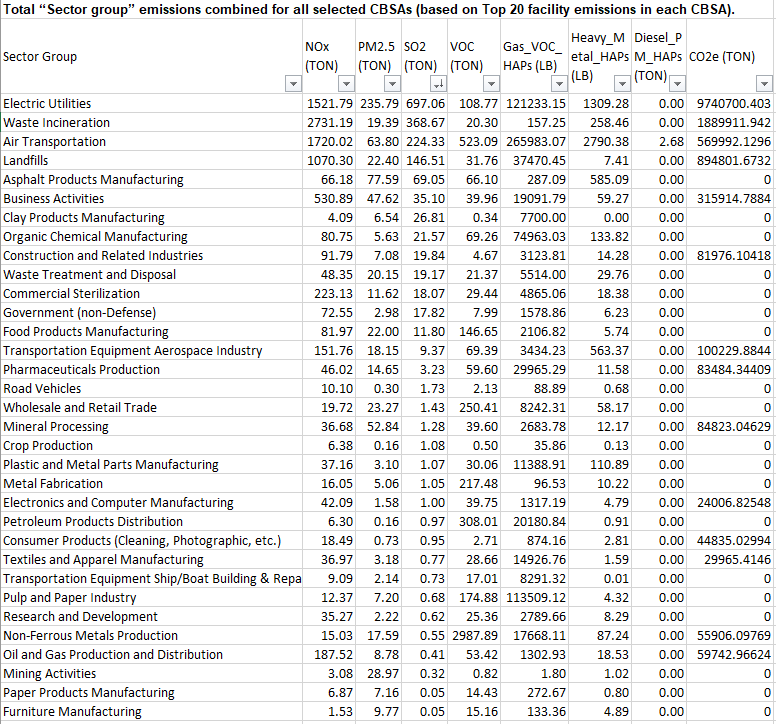 Total “Sector group” emissions combined for all selected CBSAs (based on Top 20 facility emissions in each CBSA).
Sector Group NOx (TON) PM2.5 (TON) SO2 (TON) VOC (TON) Gas_VOC_HAPs (LB) Heavy_Metal_HAPs (LB) Diesel_PM_HAPs (TON) CO2e (TON)
Electric Utilities 1521.79 235.79 697.06 108.77 121233.15 1309.28 0.00 9740700.403
Waste Incineration 2731.19 19.39 368.67 20.30 157.25 258.46 0.00 1889911.942
Air Transportation 1720.02 63.80 224.33 523.09 265983.07 2790.38 2.68 569992.1296
Landfills 1070.30 22.40 146.51 31.76 37470.45 7.41 0.00 894801.6732
Asphalt Products Manufacturing 66.18 77.59 69.05 66.10 287.09 585.09 0.00 0
Business Activities 530.89 47.62 35.10 39.96 19091.79 59.27 0.00 315914.7884
Clay Products Manufacturing 4.09 6.54 26.81 0.34 7700.00 0.00 0.00 0
Organic Chemical Manufacturing 80.75 5.63 21.57 69.26 74963.03 133.82 0.00 0
Construction and Related Industries 91.79 7.08 19.84 4.67 3123.81 14.28 0.00 81976.10418
Waste Treatment and Disposal 48.35 20.15 19.17 21.37 5514.00 29.76 0.00 0
Commercial Sterilization 223.13 11.62 18.07 29.44 4865.06 18.38 0.00 0
Government (non-Defense) 72.55 2.98 17.82 7.99 1578.86 6.23 0.00 0
Food Products Manufacturing 81.97 22.00 11.80 146.65 2106.82 5.74 0.00 0
Transportation Equipment Aerospace Industry 151.76 18.15 9.37 69.39 3434.23 563.37 0.00 100229.8844
Pharmaceuticals Production 46.02 14.65 3.23 59.60 29965.29 11.58 0.00 83484.34409
Road Vehicles 10.10 0.30 1.73 2.13 88.89 0.68 0.00 0
Wholesale and Retail Trade 19.72 23.27 1.43 250.41 8242.31 58.17 0.00 0
Mineral Processing 36.68 52.84 1.28 39.60 2683.78 12.17 0.00 84823.04629
Crop Production 6.38 0.16 1.08 0.50 35.86 0.13 0.00 0
Plastic and Metal Parts Manufacturing 37.16 3.10 1.07 30.06 11388.91 110.89 0.00 0
Metal Fabrication 16.05 5.06 1.05 217.48 96.53 10.22 0.00 0
Electronics and Computer Manufacturing 42.09 1.58 1.00 39.75 1317.19 4.79 0.00 24006.82548
Petroleum Products Distribution 6.30 0.16 0.97 308.01 20180.84 0.91 0.00 0
Consumer Products (Cleaning, Photographic, etc.) 18.49 0.73 0.95 2.71 874.16 2.81 0.00 44835.02994
Textiles and Apparel Manufacturing 36.97 3.18 0.77 28.66 14926.76 1.59 0.00 29965.4146
Transportation Equipment Ship/Boat Building & Repa 9.09 2.14 0.73 17.01 8291.32 0.01 0.00 0
Pulp and Paper Industry 12.37 7.20 0.68 174.88 113509.12 4.32 0.00 0
Research and Development 35.27 2.22 0.62 25.36 2789.66 8.29 0.00 0
Non-Ferrous Metals Production 15.03 17.59 0.55 2987.89 17668.11 87.24 0.00 55906.09769
Oil and Gas Production and Distribution 187.52 8.78 0.41 53.42 1302.93 18.53 0.00 59742.96624
Mining Activities 3.08 28.97 0.32 0.82 1.80 1.02 0.00 0
Paper Products Manufacturing 6.87 7.16 0.05 14.43 272.67 0.80 0.00 0
Furniture Manufacturing 1.53 9.77 0.05 15.16 133.36 4.89 0.00 0